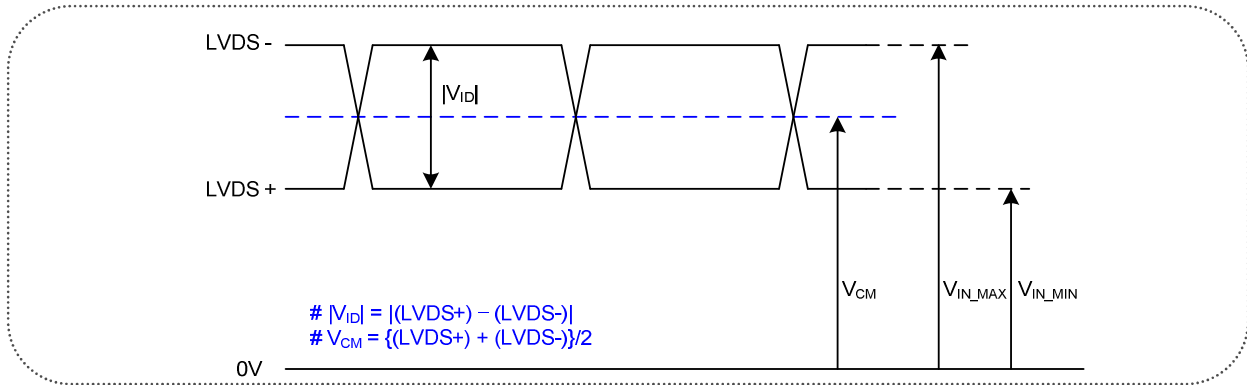 LVDS -
|VID|
LVDS +
VCM
VIN_MAX
VIN_MIN
# |VID| = |(LVDS+) – (LVDS-)|
# VCM = {(LVDS+) + (LVDS-)}/2
0V